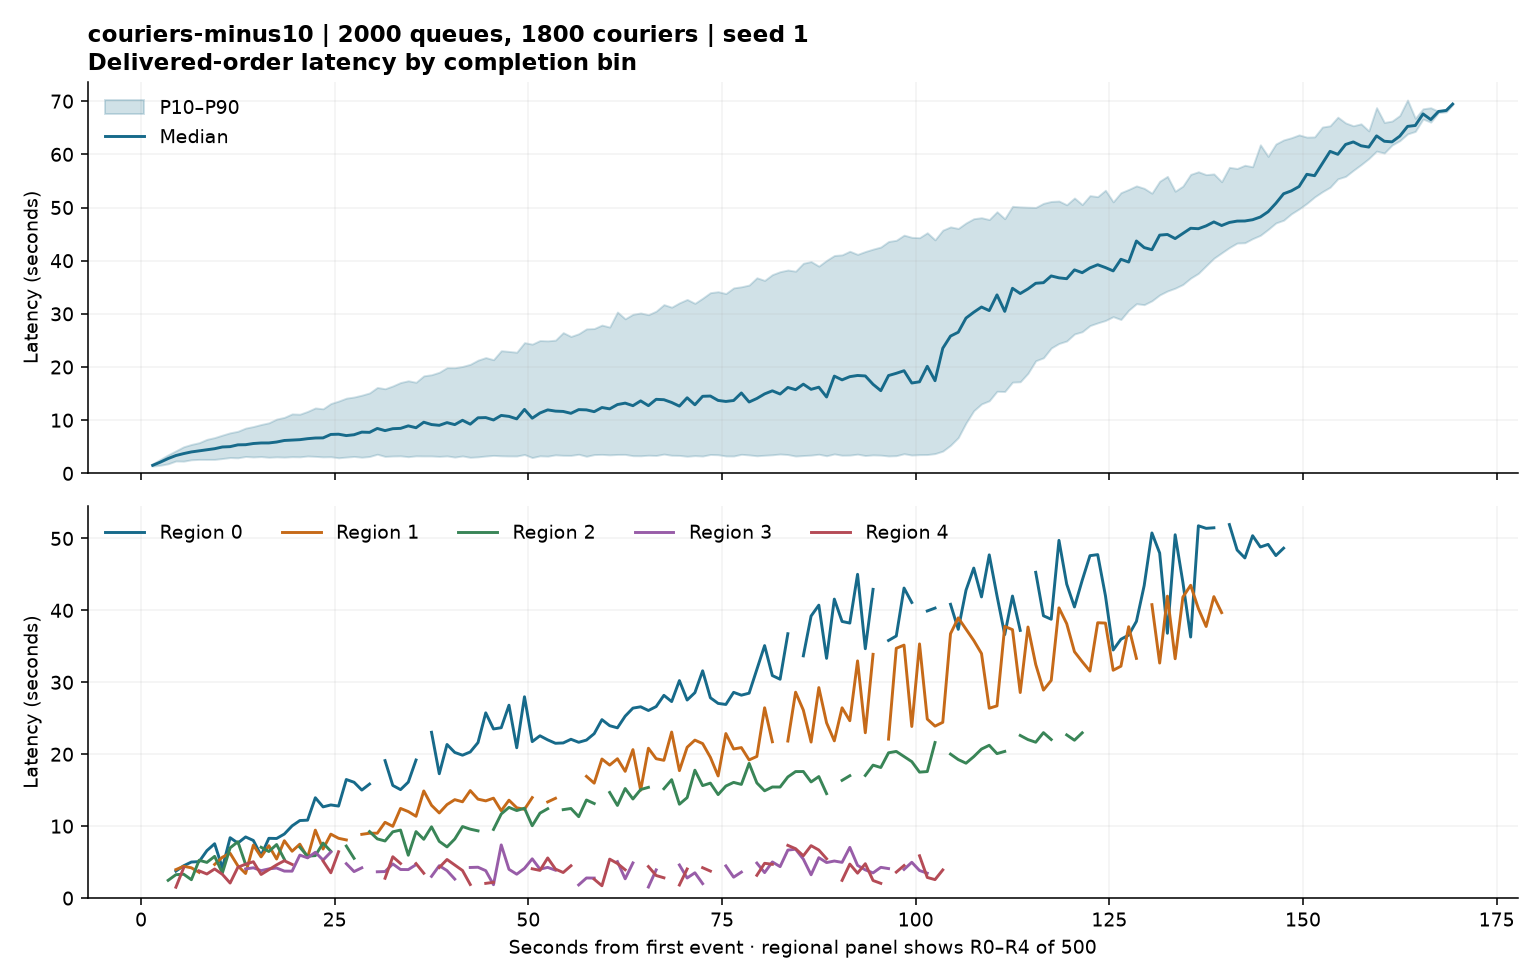 couriers-minus10 | 2000 queues, 1800 couriers | seed 1
Delivered-order latency by completion bin
P10–P90
Median
Latency (seconds)
70
60
50
40
30
20
10
0
Region 0
Region 1
Region 2
Region 3
Region 4
Latency (seconds)
50
40
30
20
10
0
0 25 50 75 100 125 150 175
Seconds from first event · regional panel shows R0–R4 of 500